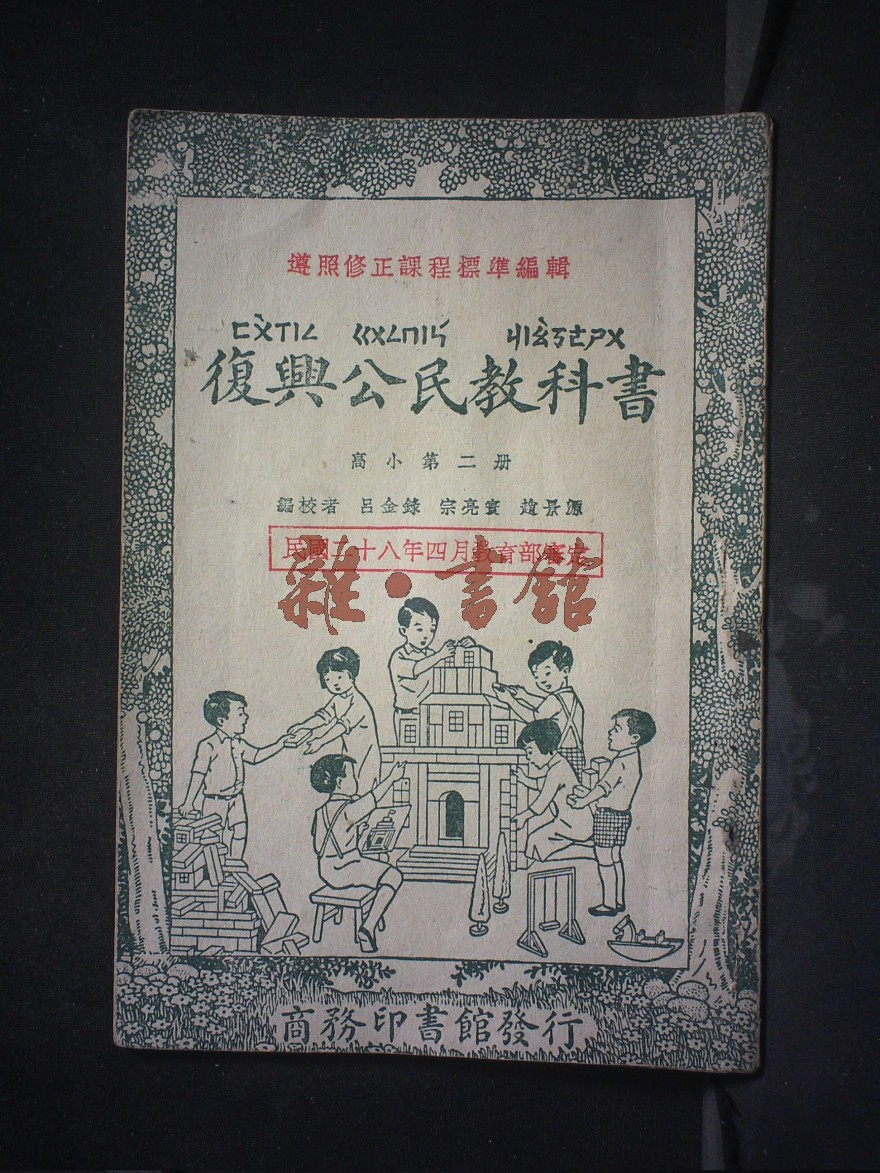 遵照修正課程標準編輯
ㄈㄨˋㄒㄧㄥ ㄍㄨㄥㄇㄧㄣˊ ㄐㄧㄠˋㄎㄜㄕㄨ
復興公民教科書
高小第二册
編校者 呂金錄 宗亮寰 趙景源
民國二十八年四月教育部審定
雜·書館
商務印書館發行